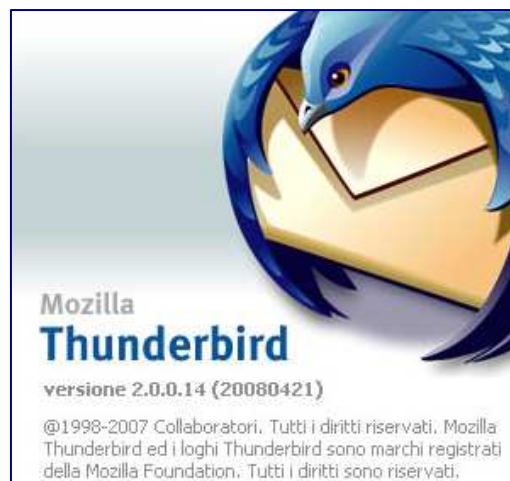 Mozilla
Thunderbird
versione 2.0.0.14 (20080421)
@1998-2007 Collaboratori. Tutti i diritti riservati. Mozilla
Thunderbird ed i loghi Thunderbird sono marchi registrati
della Mozilla Foundation. Tutti i diritti sono riservati.